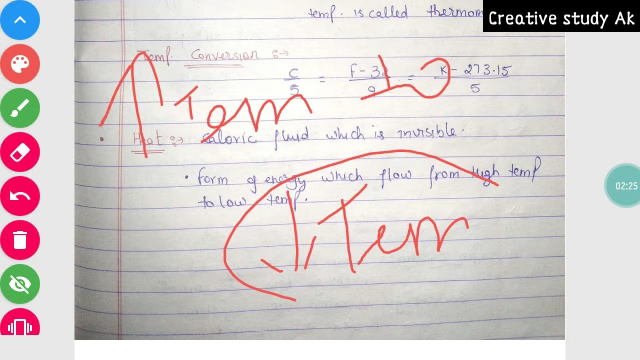 temp. is called thermom
Creative study Ak
Temp Conversion :-
C/5 = F-32/9 = K-273.15/5
↑ Tem
• Heat :- Caloric fluid which is invisible.
• form of energy which flow from high temp
to low temp.
↓ Tem
02:25